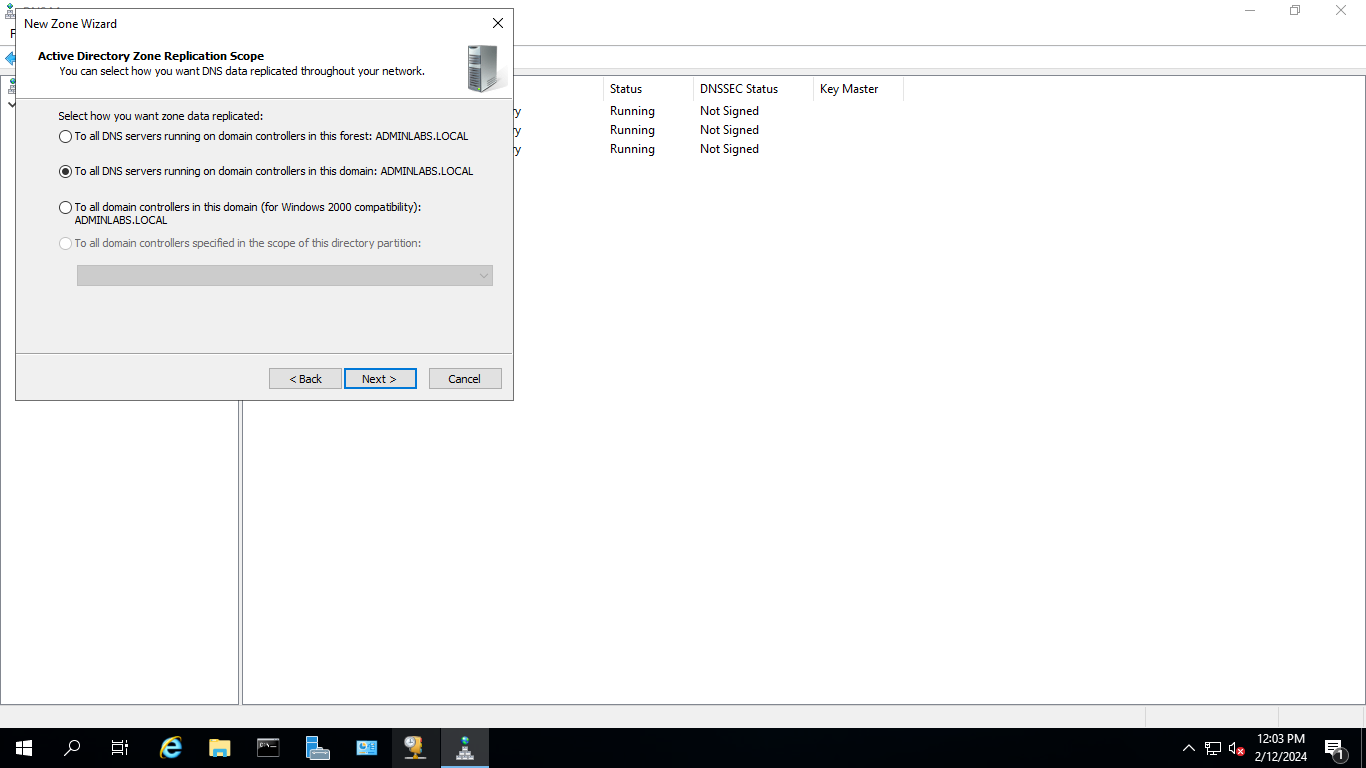 New Zone Wizard
Active Directory Zone Replication Scope
You can select how you want DNS data replicated throughout your network.
Select how you want zone data replicated:
To all DNS servers running on domain controllers in this forest: ADMINLABS.LOCAL
To all DNS servers running on domain controllers in this domain: ADMINLABS.LOCAL
To all domain controllers in this domain (for Windows 2000 compatibility):
ADMINLABS.LOCAL
To all domain controllers specified in the scope of this directory partition:
< Back
Next >
Cancel
Status DNSSEC Status Key Master
Running Not Signed
Running Not Signed
Running Not Signed
12:03 PM
2/12/2024
1